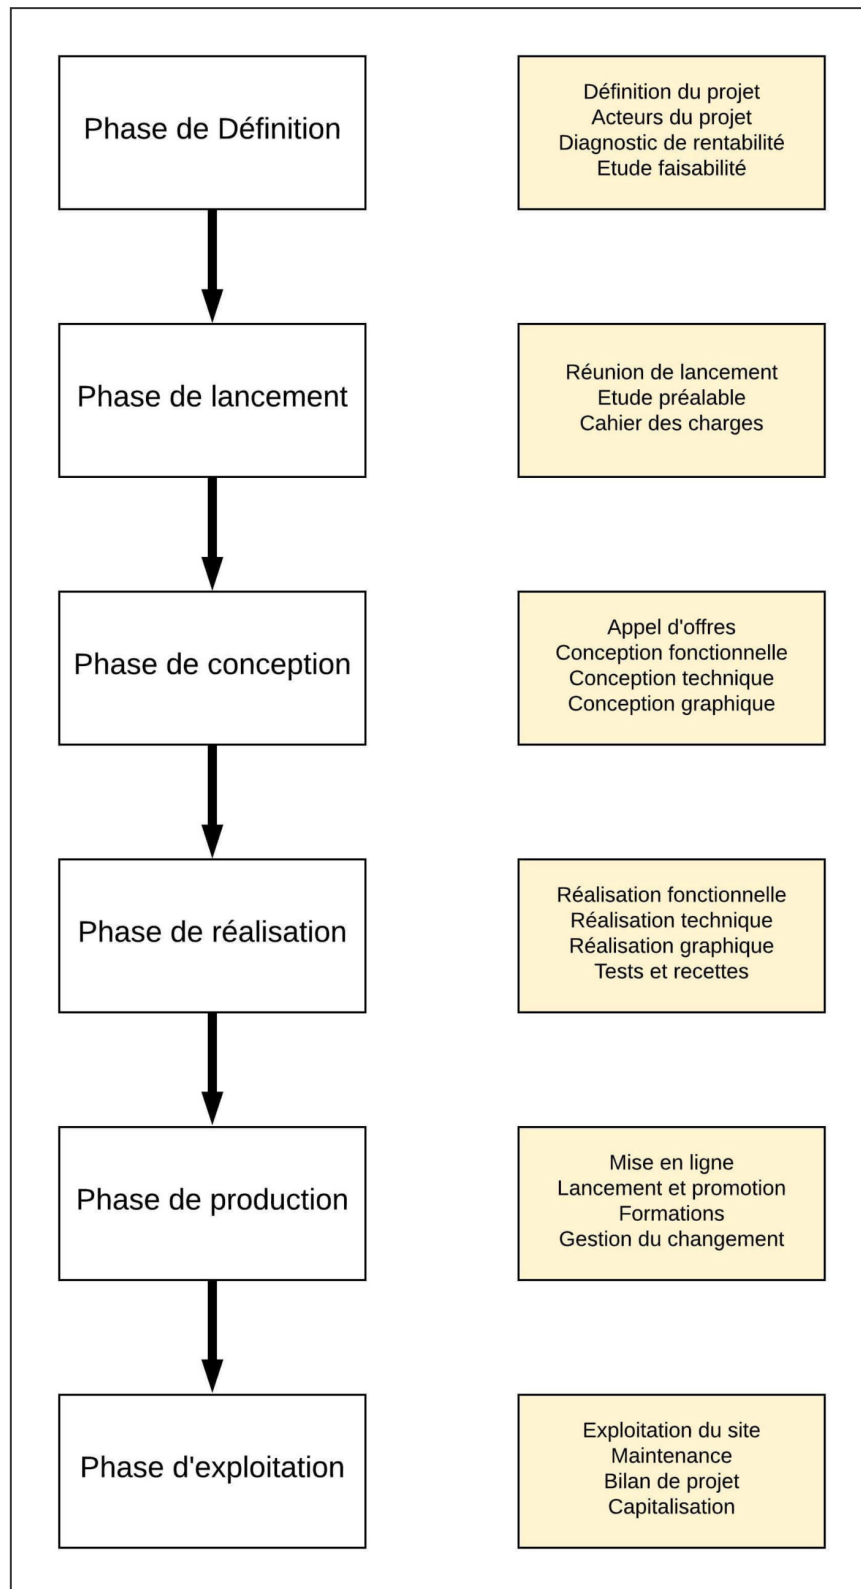 Phase de Définition
Définition du projet
Acteurs du projet
Diagnostic de rentabilité
Etude faisabilité
Phase de lancement
Réunion de lancement
Etude préalable
Cahier des charges
Phase de conception
Appel d'offres
Conception fonctionnelle
Conception technique
Conception graphique
Phase de réalisation
Réalisation fonctionnelle
Réalisation technique
Réalisation graphique
Tests et recettes
Phase de production
Mise en ligne
Lancement et promotion
Formations
Gestion du changement
Phase d'exploitation
Exploitation du site
Maintenance
Bilan de projet
Capitalisation